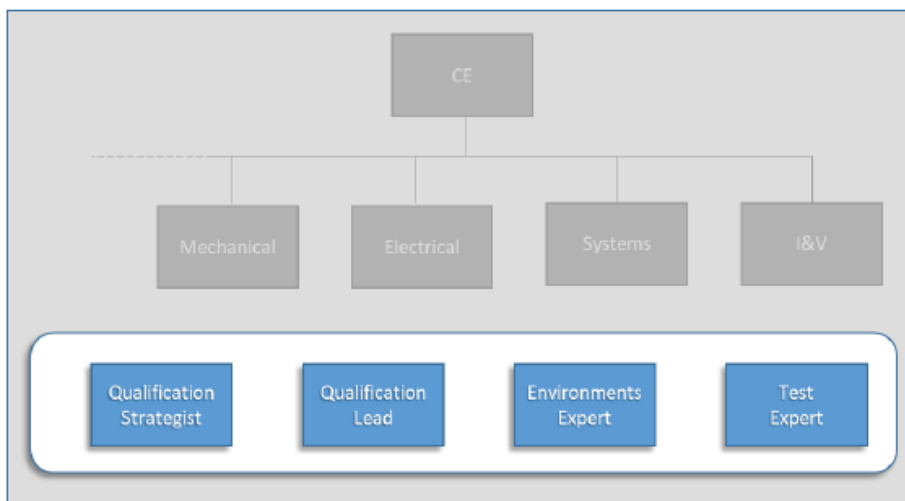 CE
Mechanical
Electrical
Systems
I&V
Qualification
Strategist
Qualification
Lead
Environments
Expert
Test
Expert